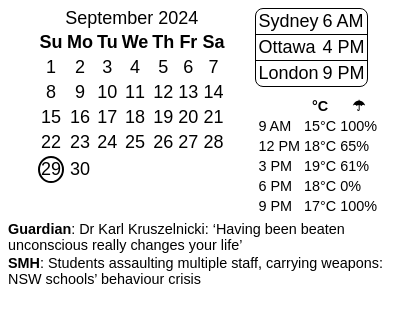 September 2024
Su Mo Tu We Th Fr Sa
1 2 3 4 5 6 7
8 9 10 11 12 13 14
15 16 17 18 19 20 21
22 23 24 25 26 27 28
29 30
Sydney 6 AM
Ottawa 4 PM
London 9 PM
°C ☂
9 AM 15°C 100%
12 PM 18°C 65%
3 PM 19°C 61%
6 PM 18°C 0%
9 PM 17°C 100%
Guardian: Dr Karl Kruszelnicki: ‘Having been beaten
unconscious really changes your life’
SMH: Students assaulting multiple staff, carrying weapons:
NSW schools’ behaviour crisis